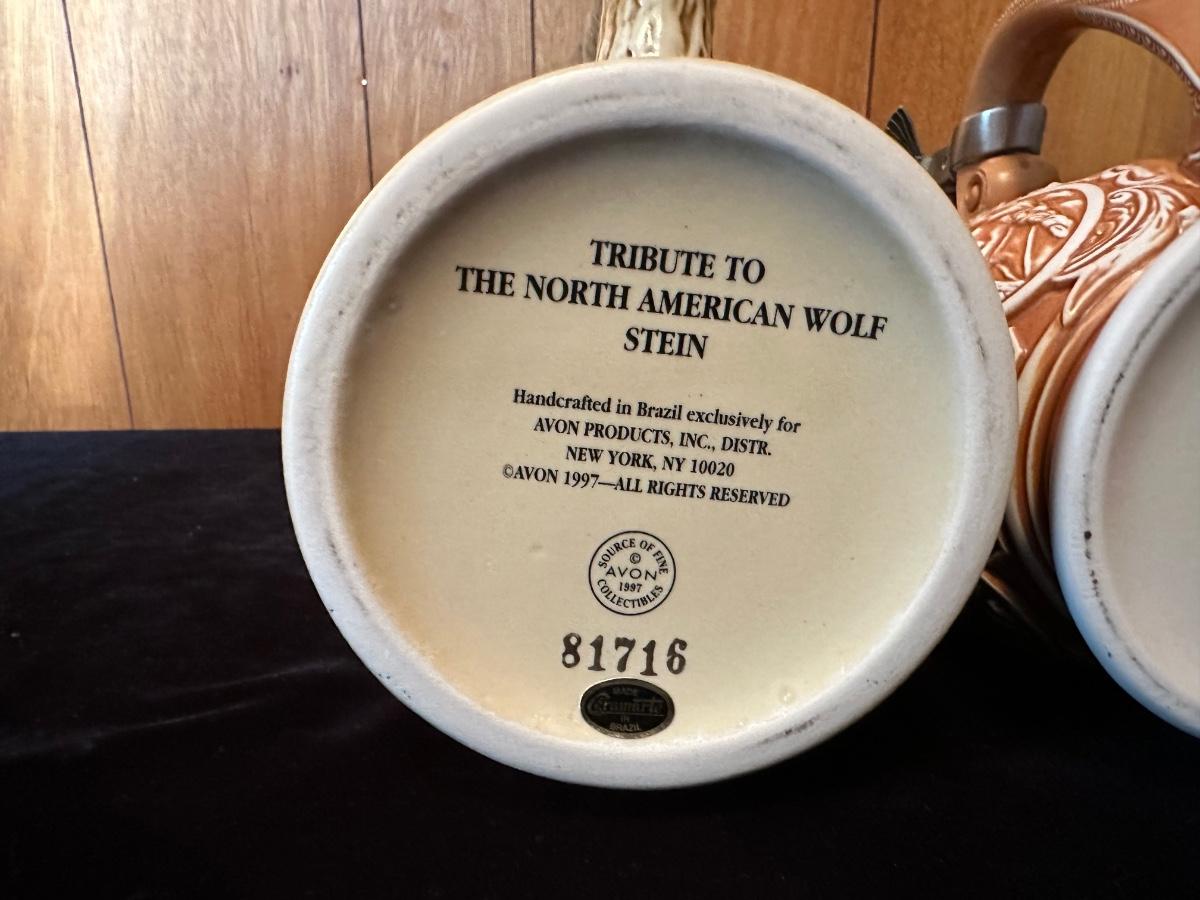 TRIBUTE TO
THE NORTH AMERICAN WOLF
STEIN
Handcrafted in Brazil exclusively for
AVON PRODUCTS, INC., DISTR.
NEW YORK, NY 10020
©AVON 1997—ALL RIGHTS RESERVED
SOURCE OF FINE
©
AVON
1997
COLLECTIBLES
81716
MADE
Ceramarte
IN
BRAZIL